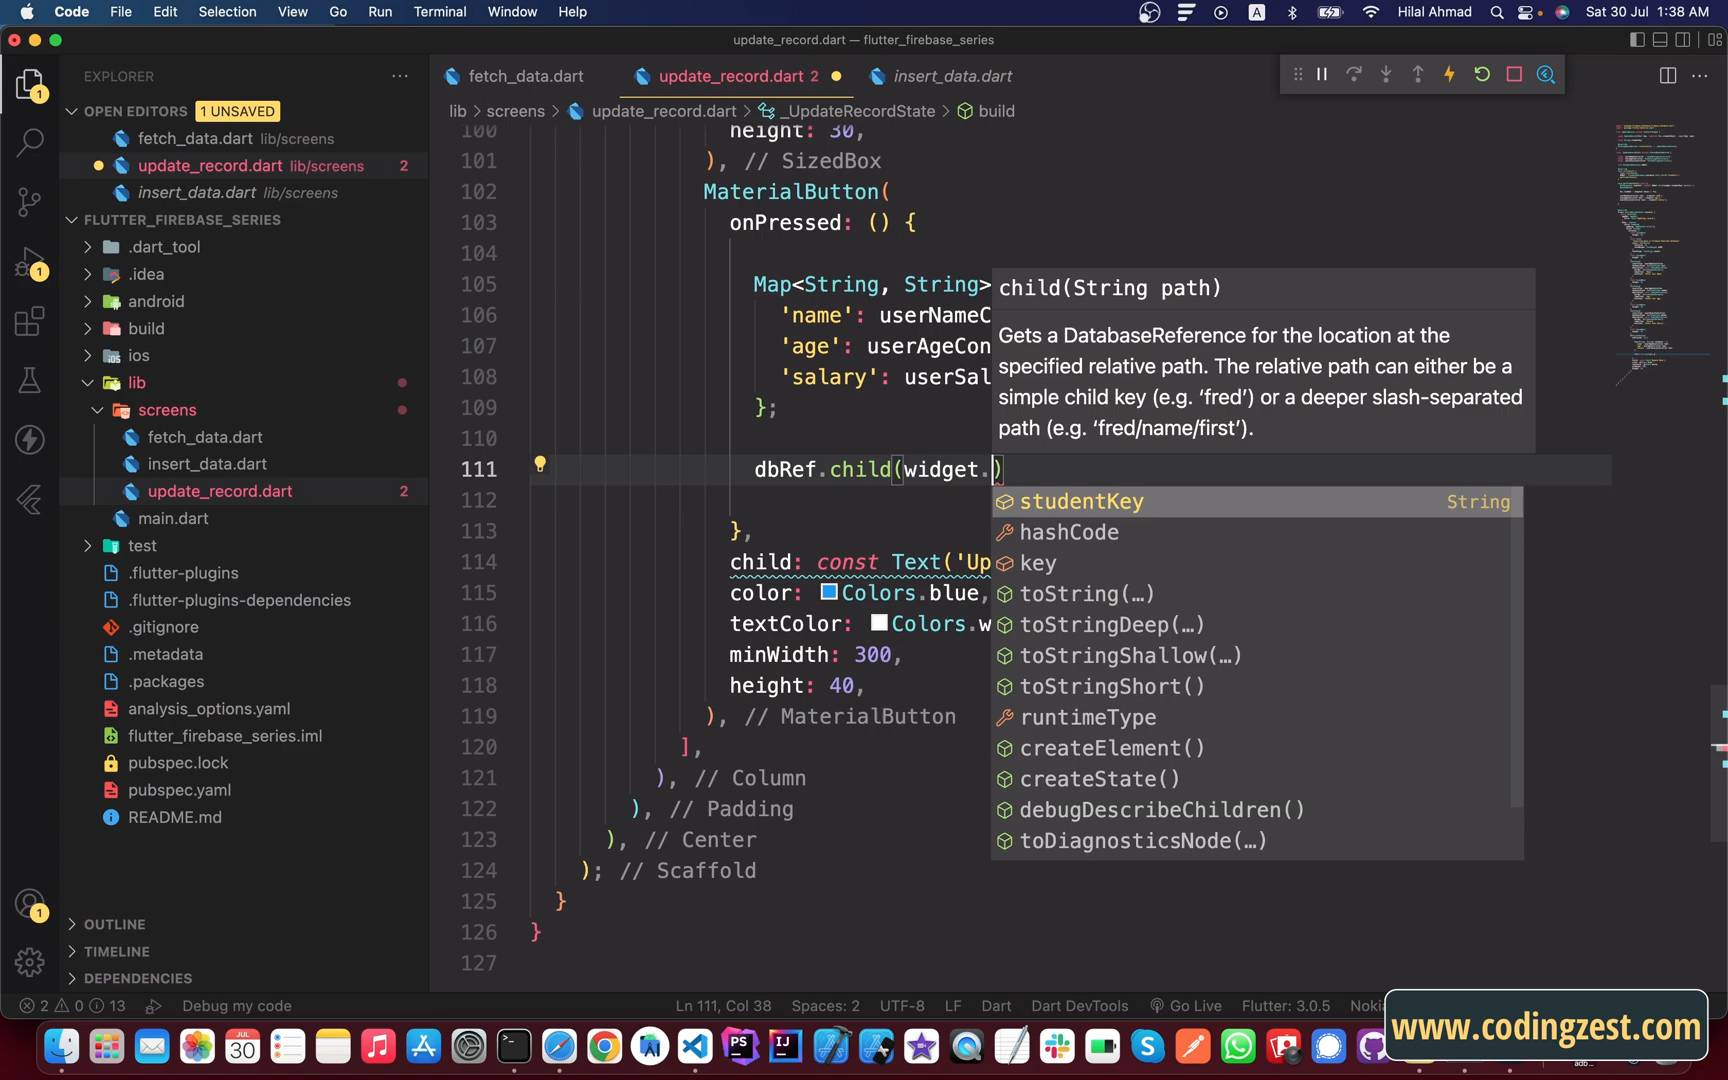 Code File Edit Selection View Go Run Terminal Window Help A Hilal Ahmad Sat 30 Jul 1:38 AM
update_record.dart — flutter_firebase_series
EXPLORER
fetch_data.dart update_record.dart 2 insert_data.dart
OPEN EDITORS 1 UNSAVED
lib > screens > update_record.dart > _UpdateRecordState > build
fetch_data.dart lib/screens
update_record.dart lib/screens 2
insert_data.dart lib/screens
FLUTTER_FIREBASE_SERIES
.dart_tool
.idea
android
build
ios
lib
screens
fetch_data.dart
insert_data.dart
update_record.dart 2
main.dart
test
.flutter-plugins
.flutter-plugins-dependencies
.gitignore
.metadata
.packages
analysis_options.yaml
flutter_firebase_series.iml
pubspec.lock
pubspec.yaml
README.md
OUTLINE
TIMELINE
DEPENDENCIES
100 height: 30,
101 ), // SizedBox
102 MaterialButton(
103 onPressed: () {
104
105 Map<String, String>
106 'name': userNameC
107 'age': userAgeCon
108 'salary': userSal
109 };
110
111 dbRef.child(widget.)
112
113 },
114 child: const Text('Up
115 color: Colors.blue,
116 textColor: Colors.w
117 minWidth: 300,
118 height: 40,
119 ), // MaterialButton
120 ],
121 ), // Column
122 ), // Padding
123 ), // Center
124 ); // Scaffold
125 }
126 }
127
child(String path)
Gets a DatabaseReference for the location at the
specified relative path. The relative path can either be a
simple child key (e.g. ‘fred’) or a deeper slash-separated
path (e.g. ‘fred/name/first’).
studentKey String
hashCode
key
toString(…)
toStringDeep(…)
toStringShallow(…)
toStringShort()
runtimeType
createElement()
createState()
debugDescribeChildren()
toDiagnosticsNode(…)
2 0 13 Debug my code Ln 111, Col 38 Spaces: 2 UTF-8 LF Dart Dart DevTools Go Live Flutter: 3.0.5 Noki
www.codingzest.com
JUL
30
PS
IJ
adb...